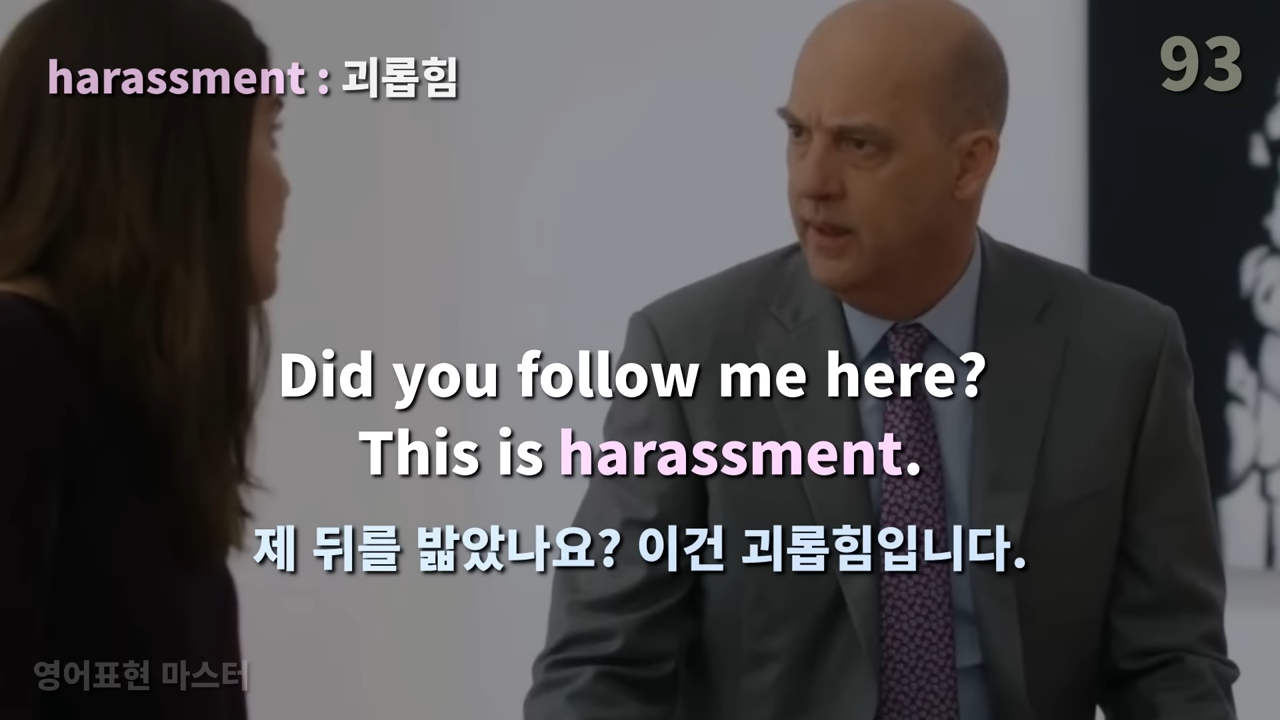 harassment : 괴롭힘
93
Did you follow me here?
This is harassment.
제 뒤를 밟았나요? 이건 괴롭힘입니다.
영어표현 마스터